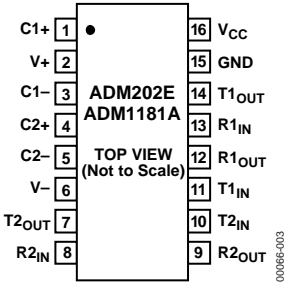 C1+ 1
V+ 2
C1– 3
C2+ 4
C2– 5
V– 6
T2OUT 7
R2IN 8
ADM202E
ADM1181A
TOP VIEW
(Not to Scale)
16 VCC
15 GND
14 T1OUT
13 R1IN
12 R1OUT
11 T1IN
10 T2IN
9 R2OUT
00066-003